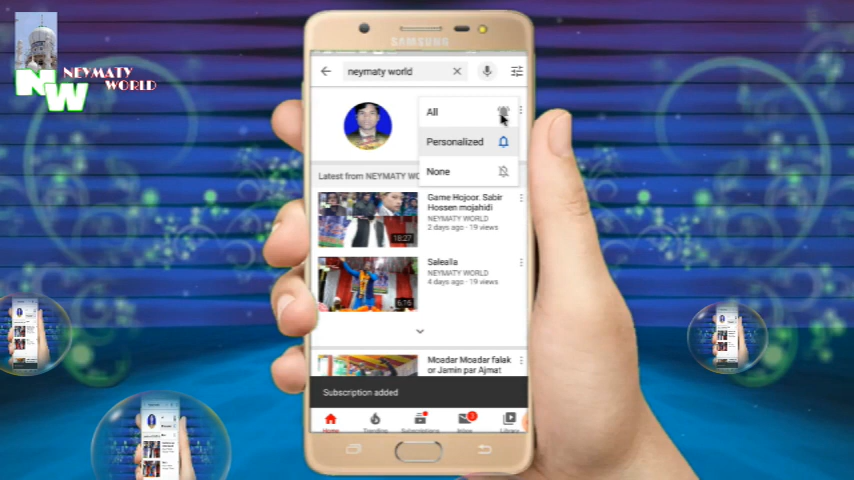 NEYMATY
WORLD
NW
SAMSUNG
neymaty world
All
Personalized
None
Latest from NEYMATY WO
Game Hojoor. Sabir
Hossen mojahidi
NEYMATY WORLD
2 days ago · 19 views
18:27
Salealla
NEYMATY WORLD
4 days ago · 29 views
6:16
Moadar Moadar falak
or Jamin par Ajmat
Subscription added
Home
Trending
Subscriptions
Inbox
Library